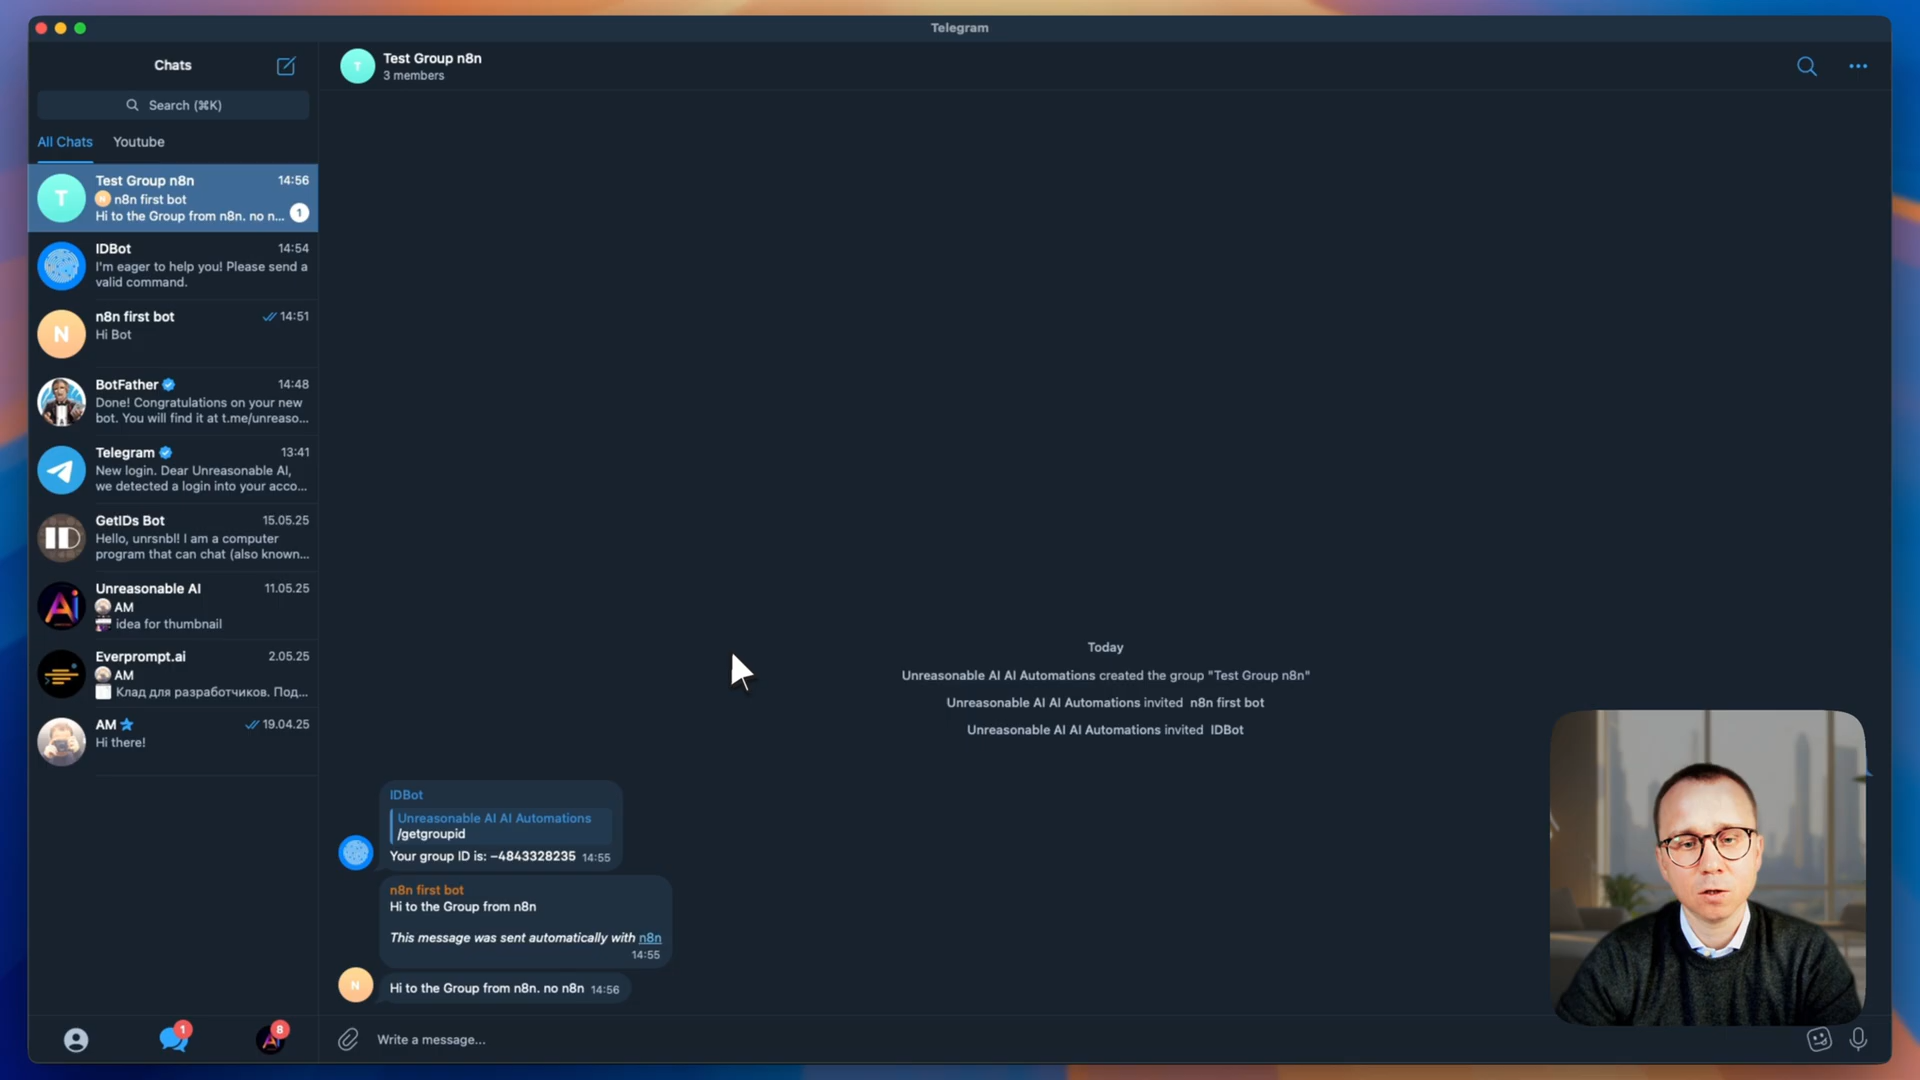 Telegram
Chats
Search (⌘K)
All Chats
Youtube
T
Test Group n8n
14:56
N
n8n first bot
Hi to the Group from n8n. no n...
1
IDBot
14:54
I'm eager to help you! Please send a
valid command.
N
n8n first bot
14:51
Hi Bot
BotFather
14:48
Done! Congratulations on your new
bot. You will find it at t.me/unreaso...
Telegram
13:41
New login. Dear Unreasonable AI,
we detected a login into your acco...
ID
GetIDs Bot
15.05.25
Hello, unrsnbl! I am a computer
program that can chat (also known...
Ai
Unreasonable AI
11.05.25
AM
idea for thumbnail
Everprompt.ai
2.05.25
AM
Клад для разработчиков. Под...
AM
19.04.25
Hi there!
1
8
T
Test Group n8n
3 members
Today
Unreasonable AI AI Automations created the group "Test Group n8n"
Unreasonable AI AI Automations invited n8n first bot
Unreasonable AI AI Automations invited IDBot
IDBot
Unreasonable AI AI Automations
/getgroupid
Your group ID is: −4843328235 14:55
n8n first bot
Hi to the Group from n8n
This message was sent automatically with n8n
14:55
N
Hi to the Group from n8n. no n8n 14:56
Write a message...